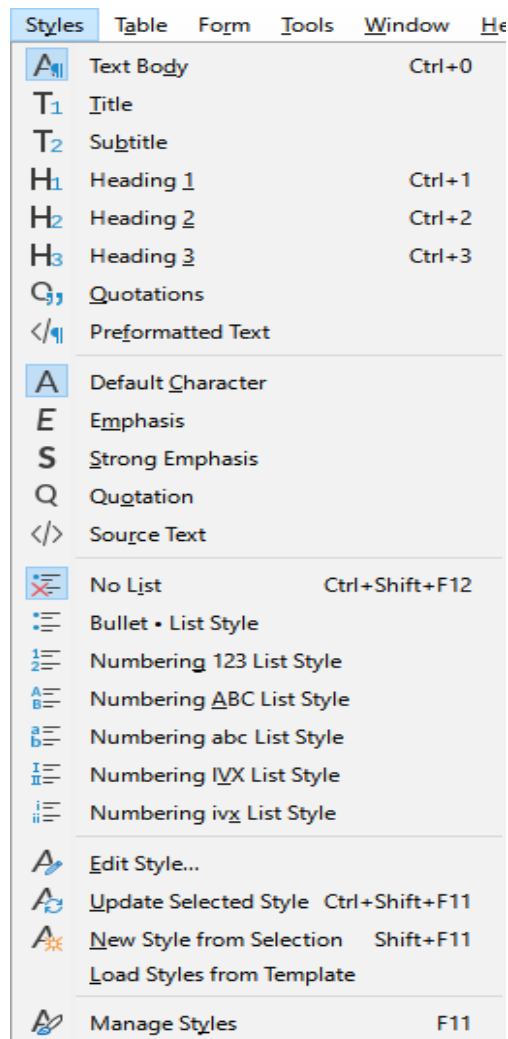 Styles Table Form Tools Window He
Text Body Ctrl+0
Title
Subtitle
Heading 1 Ctrl+1
Heading 2 Ctrl+2
Heading 3 Ctrl+3
Quotations
Preformatted Text
Default Character
Emphasis
Strong Emphasis
Quotation
Source Text
No List Ctrl+Shift+F12
Bullet • List Style
Numbering 123 List Style
Numbering ABC List Style
Numbering abc List Style
Numbering IVX List Style
Numbering ivx List Style
Edit Style...
Update Selected Style Ctrl+Shift+F11
New Style from Selection Shift+F11
Load Styles from Template
Manage Styles F11